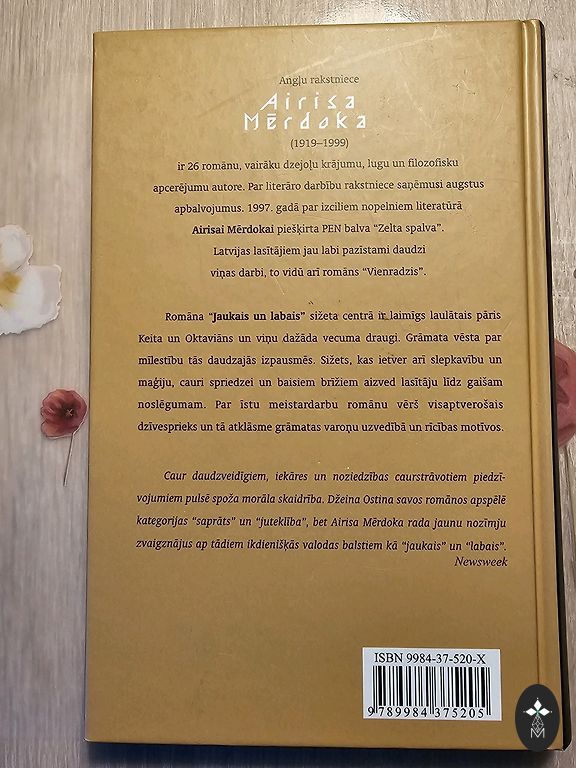 Angļu rakstniece
Airisa
Mērdoka
(1919–1999)
ir 26 romānu, vairāku dzejoļu krājumu, lugu un filozofisku
apcerējumu autore. Par literāro darbību rakstniece saņēmusi augstus
apbalvojumus. 1997. gadā par izciliem nopelniem literatūrā
Airisai Mērdokai piešķirta PEN balva “Zelta spalva”.
Latvijas lasītājiem jau labi pazīstami daudzi
viņas darbi, to vidū arī romāns “Vienradzis”.
Romāna “Jaukais un labais” sižeta centrā ir laimīgs laulātais pāris
Keita un Oktaviāns un viņu dažāda vecuma draugi. Grāmata vēsta par
mīlestību tās daudzajās izpausmēs. Sižets, kas ietver arī slepkavību un
maģiju, cauri spriedzei un baisiem brīžiem aizved lasītāju līdz gaišam
noslēgumam. Par īstu meistardarbu romānu vērš visaptverošais
dzīvesprieks un tā atklāsme grāmatas varoņu uzvedībā un rīcības motīvos.
Caur daudzveidīgiem, iekāres un noziedzības caurstrāvotiem piedzī-
vojumiem pulsē spoža morāla skaidrība. Džeina Ostina savos romānos apspēlē
kategorijas “saprāts” un “juteklība”, bet Airisa Mērdoka rada jaunu nozīmju
zvaigznājus ap tādiem ikdienišķās valodas balstiem kā “jaukais” un “labais”.
Newsweek
ISBN 9984-37-520-X
9 789984 375205
M